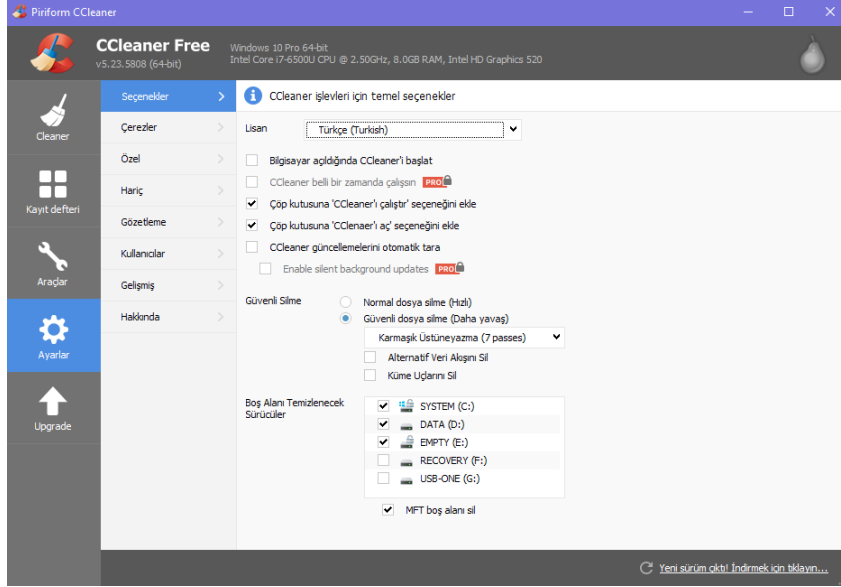 Piriform CCleaner
CCleaner Free
v5.23.5808 (64-bit)
Windows 10 Pro 64-bit
Intel Core i7-6500U CPU @ 2.50GHz, 8.0GB RAM, Intel HD Graphics 520
Cleaner
Kayıt defteri
Araçlar
Ayarlar
Upgrade
Seçenekler
Çerezler
Özel
Hariç
Gözetleme
Kullanıcılar
Gelişmiş
Hakkında
CCleaner işlevleri için temel seçenekler
Lisan
Türkçe (Turkish)
Bilgisayar açıldığında CCleaner'i başlat
CCleaner belli bir zamanda çalışsın PRO
Çöp kutusuna 'CCleaner'ı çalıştır' seçeneğini ekle
Çöp kutusuna 'CClenaer'ı aç' seçeneğini ekle
CCleaner güncellemelerini otomatik tara
Enable silent background updates PRO
Güvenli Silme
Normal dosya silme (Hızlı)
Güvenli dosya silme (Daha yavaş)
Karmaşık Üstüneyazma (7 passes)
Alternatif Veri Akışını Sil
Küme Uçlarını Sil
Boş Alanı Temizlenecek
Sürücüler
SYSTEM (C:)
DATA (D:)
EMPTY (E:)
RECOVERY (F:)
USB-ONE (G:)
MFT boş alanı sil
Yeni sürüm çıktı! İndirmek için tıklayın...